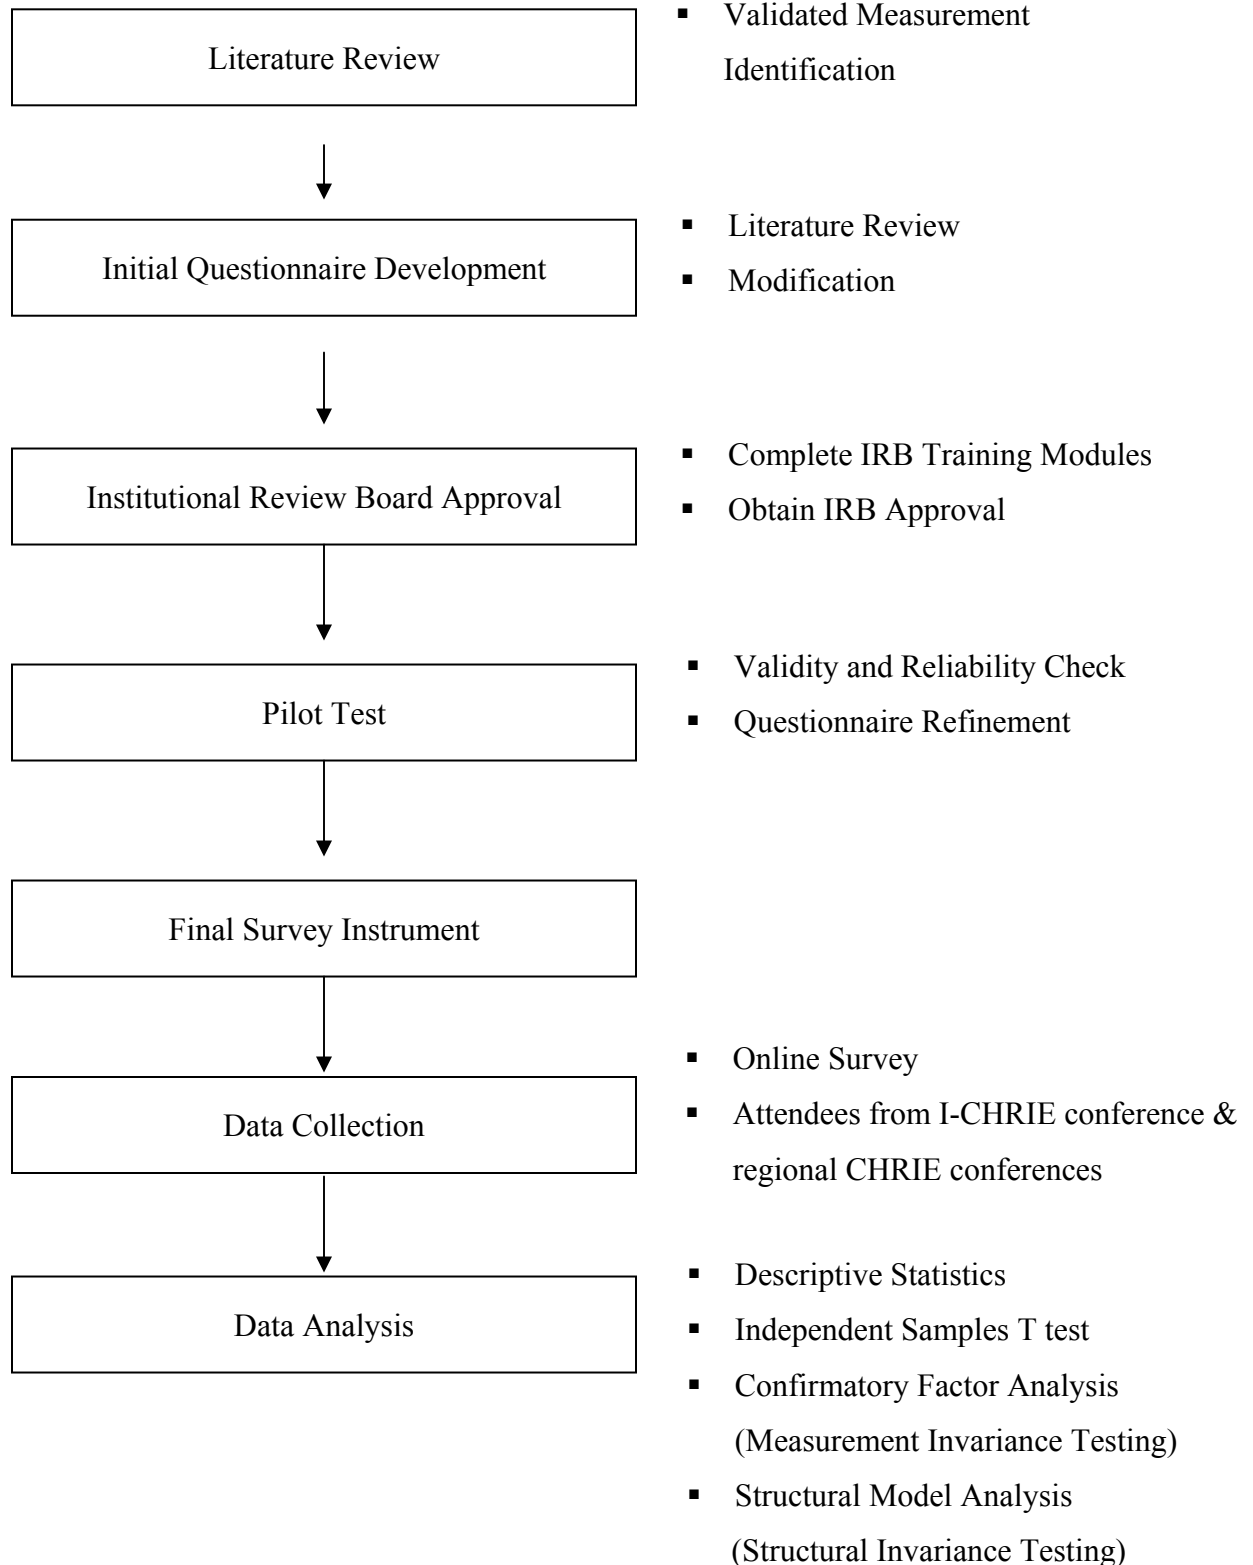 ▪ Validated Measurement
Identification
Literature Review
▪ Literature Review
Initial Questionnaire Development
▪ Modification
▪ Complete IRB Training Modules
Institutional Review Board Approval
▪ Obtain IRB Approval
▪ Validity and Reliability Check
Pilot Test
▪ Questionnaire Refinement
Final Survey Instrument
▪ Online Survey
Data Collection
▪ Attendees from I-CHRIE conference &
regional CHRIE conferences
▪ Descriptive Statistics
Data Analysis
▪ Independent Samples T test
▪ Confirmatory Factor Analysis
(Measurement Invariance Testing)
▪ Structural Model Analysis
(Structural Invariance Testing)